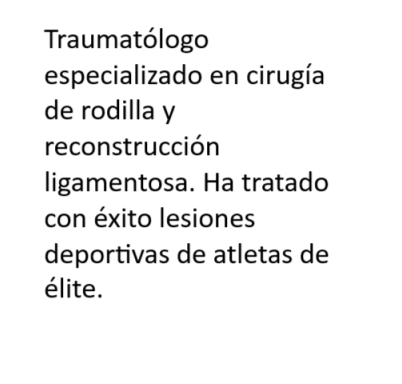 Traumatólogo
especializado en cirugía
de rodilla y
reconstrucción
ligamentosa. Ha tratado
con éxito lesiones
deportivas de atletas de
élite.